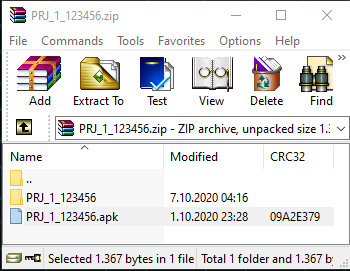 PRJ_1_123456.zip
File Commands Tools Favorites Options Help
Add Extract To Test View Delete Find
PRJ_1_123456.zip - ZIP archive, unpacked size 1.3
Name Modified CRC32
..
PRJ_1_123456 7.10.2020 04:16
PRJ_1_123456.apk 1.10.2020 23:28 09A2E379
Selected 1.367 bytes in 1 file Total 1 folder and 1.367 by